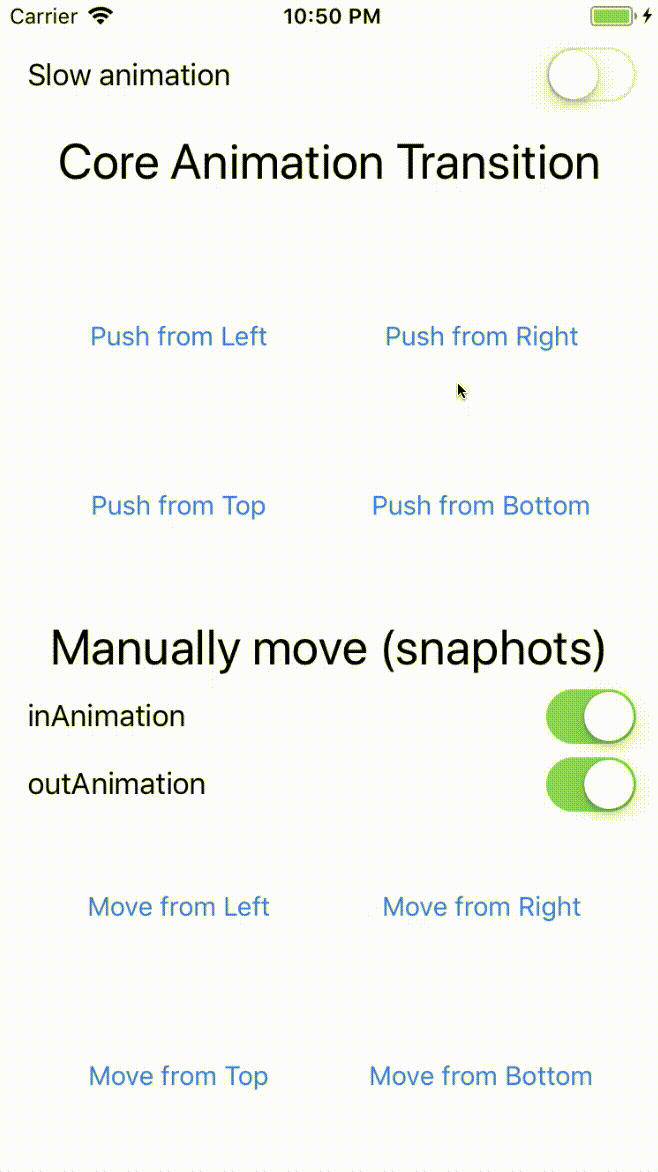 Carrier 10:50 PM
Slow animation
Core Animation Transition
Push from Left Push from Right
Push from Top Push from Bottom
Manually move (snaphots)
inAnimation
outAnimation
Move from Left Move from Right
Move from Top Move from Bottom